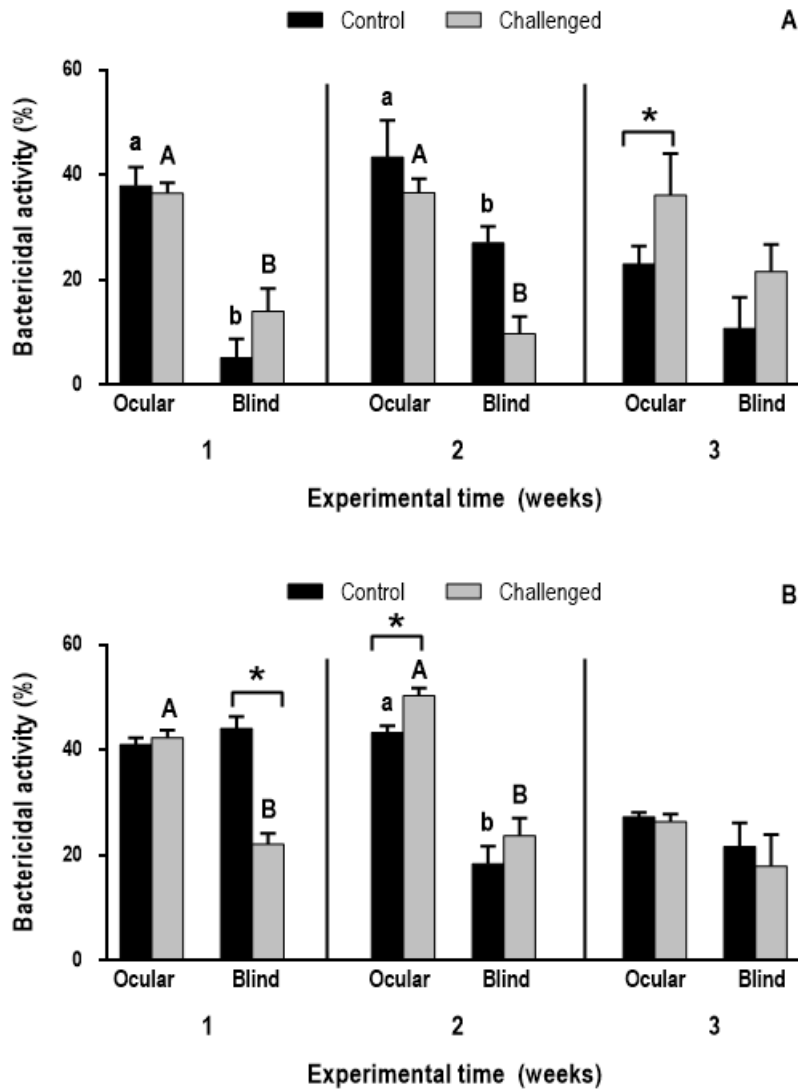 Control Challenged A
Bactericidal activity (%)
60
40
20
0
a A b B
a A b B
*
Ocular Blind Ocular Blind Ocular Blind
1 2 3
Experimental time (weeks)
Control Challenged B
Bactericidal activity (%)
60
40
20
0
A * B
* a A b B
Ocular Blind Ocular Blind Ocular Blind
1 2 3
Experimental time (weeks)